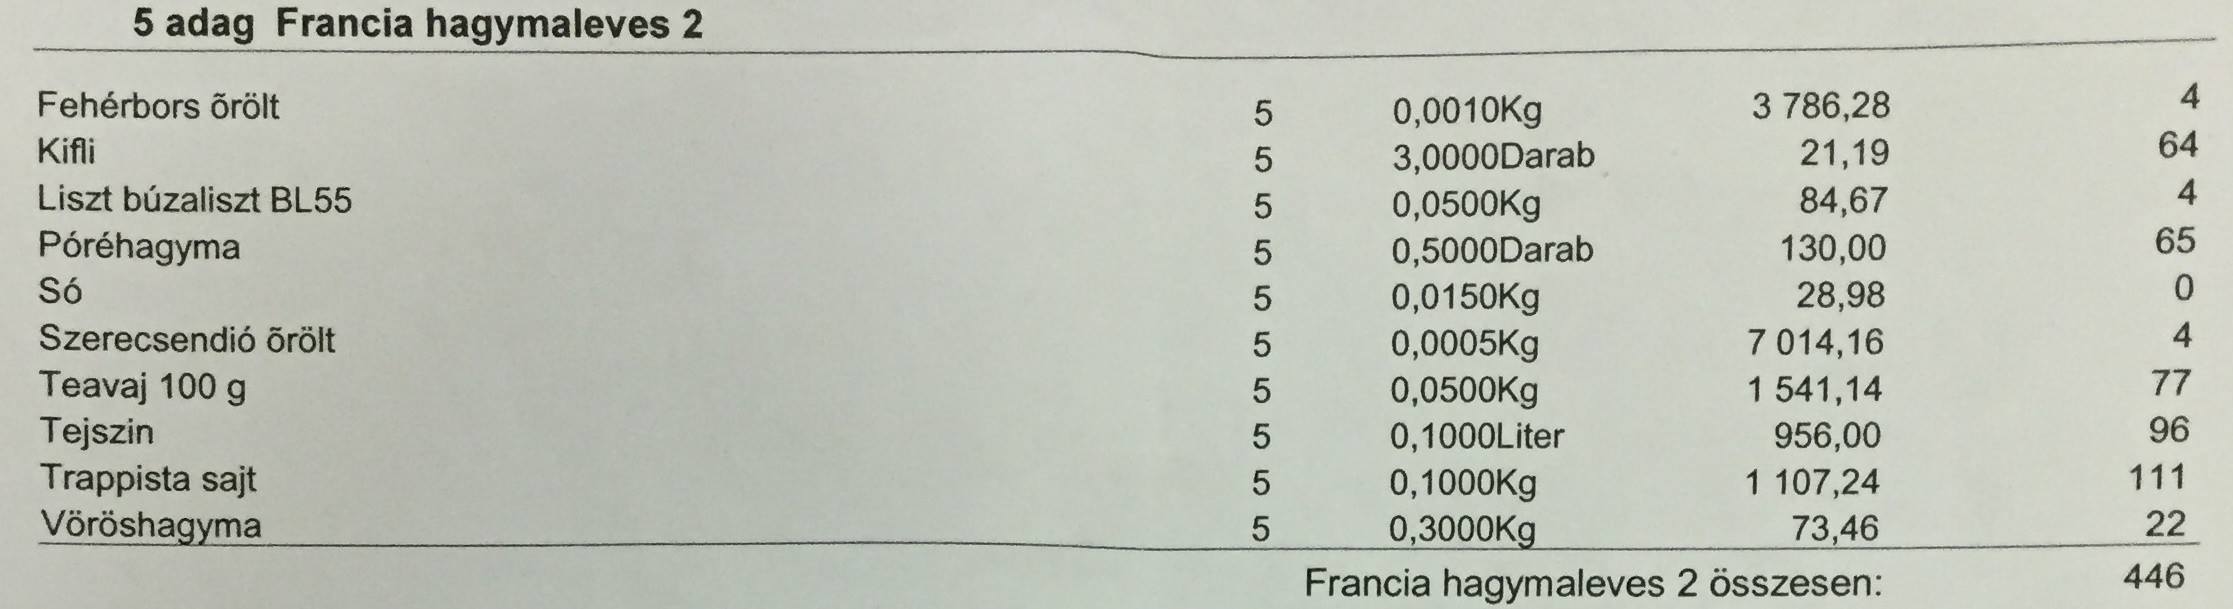 5 adag Francia hagymaleves 2
Fehérbors õrölt 5 0,0010Kg 3 786,28 4
Kifli 5 3,0000Darab 21,19 64
Liszt búzaliszt BL55 5 0,0500Kg 84,67 4
Póréhagyma 5 0,5000Darab 130,00 65
Só 5 0,0150Kg 28,98 0
Szerecsendió õrölt 5 0,0005Kg 7 014,16 4
Teavaj 100 g 5 0,0500Kg 1 541,14 77
Tejszin 5 0,1000Liter 956,00 96
Trappista sajt 5 0,1000Kg 1 107,24 111
Vöröshagyma 5 0,3000Kg 73,46 22
Francia hagymaleves 2 összesen: 446